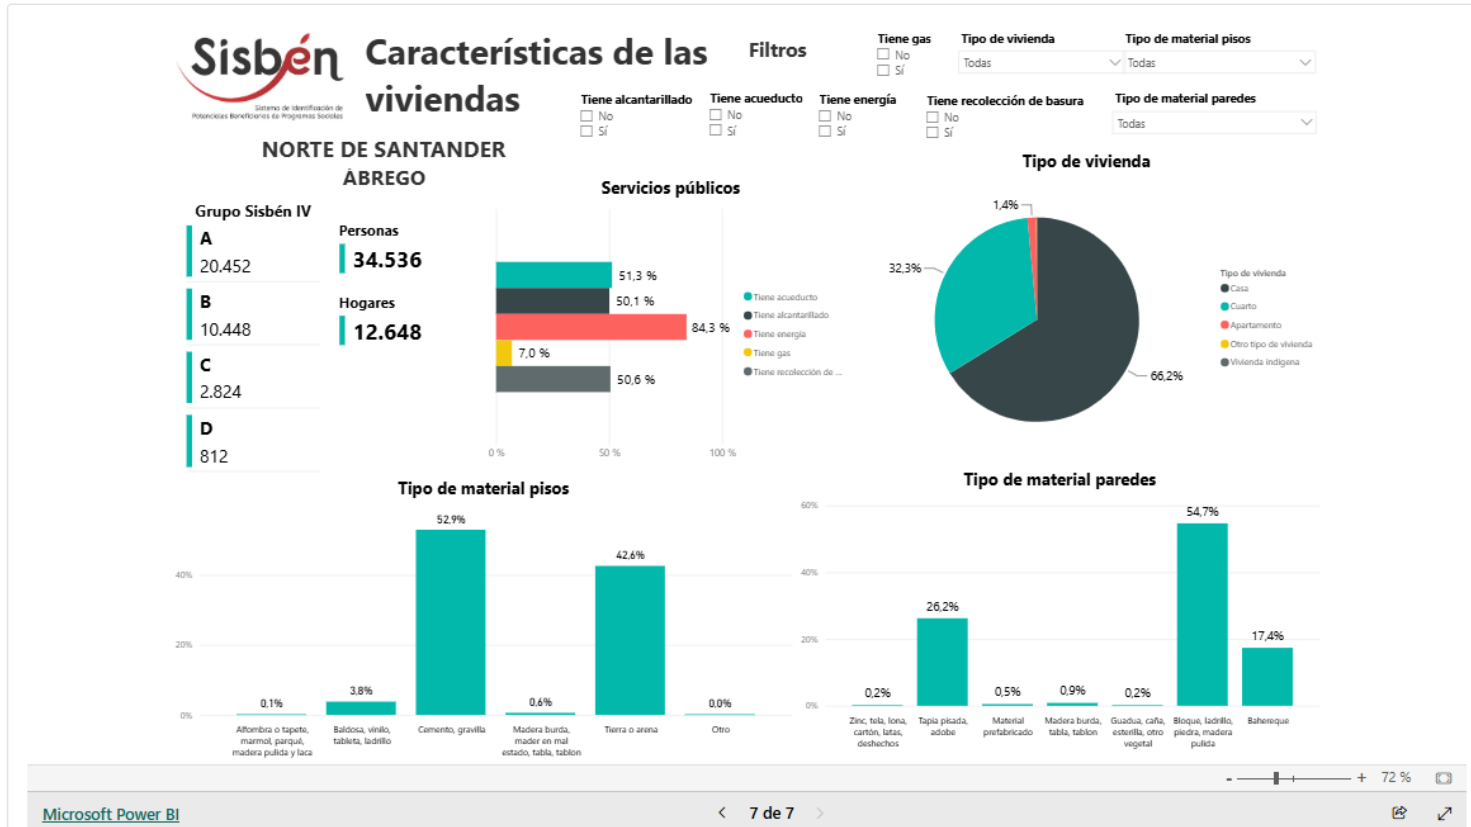 Sisbén
Sistema de Identificación de
Potenciales Beneficiarios de Programas Sociales
Características de las
viviendas
NORTE DE SANTANDER
ÁBREGO
Filtros
Tiene gas
No
Sí
Tipo de vivienda
Todas
Tipo de material pisos
Todas
Tiene alcantarillado
No
Sí
Tiene acueducto
No
Sí
Tiene energía
No
Sí
Tiene recolección de basura
No
Sí
Tipo de material paredes
Todas
Grupo Sisbén IV
A
20.452
B
10.448
C
2.824
D
812
Personas
34.536
Hogares
12.648
Servicios públicos
51,3 %
50,1 %
84,3 %
7,0 %
50,6 %
0 %
50 %
100 %
Tiene acueducto
Tiene alcantarillado
Tiene energía
Tiene gas
Tiene recolección de ...
Tipo de vivienda
1,4%
32,3%
66,2%
Tipo de vivienda
Casa
Cuarto
Apartamento
Otro tipo de vivienda
Vivienda indigena
Tipo de material pisos
40%
20%
0%
0,1%
3,8%
52,9%
0,6%
42,6%
0,0%
Alfombra o tapete,
marmol, parqué,
madera pulida y laca
Baldosa, vinilo,
tableta, ladrillo
Cemento, gravilla
Madera burda,
mader en mal
estado, tabla, tablon
Tierra o arena
Otro
Tipo de material paredes
60%
40%
20%
0%
0,2%
26,2%
0,5%
0,9%
0,2%
54,7%
17,4%
Zinc, tela, lona,
cartón, latas,
deshechos
Tapia pisada,
adobe
Material
prefabricado
Madera burda,
tabla, tablon
Guadua, caña,
esterilla, otro
vegetal
Bloque, ladrillo,
piedra, madera
pulida
Bahereque
- + 72 %
Microsoft Power BI
< 7 de 7 >